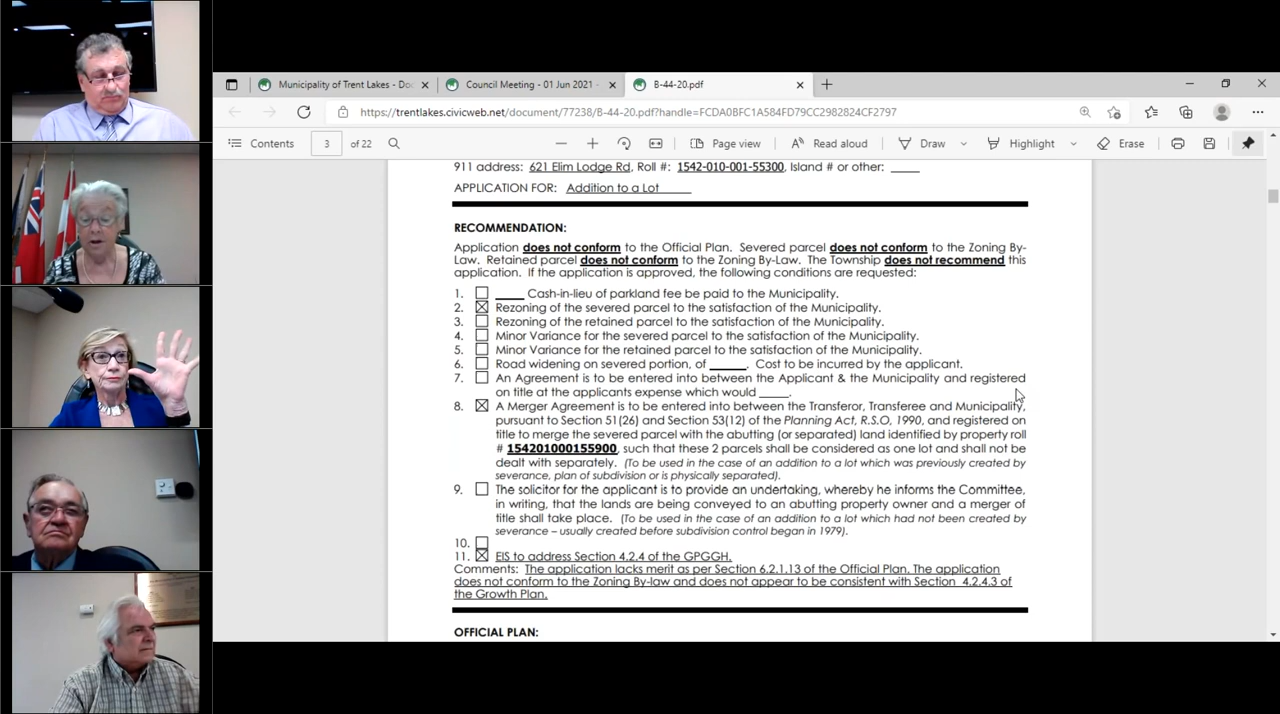 Municipality of Trent Lakes - Doc
Council Meeting - 01 Jun 2021 -
B-44-20.pdf
https://trentlakes.civicweb.net/document/77238/B-44-20.pdf?handle=FCDA0BFC1A584FD79CC2982824CF2797
Contents
3
of 22
Page view
Read aloud
Draw
Highlight
Erase
911 address: 621 Elim Lodge Rd, Roll #: 1542-010-001-55300, Island # or other: ____
APPLICATION FOR: Addition to a Lot
RECOMMENDATION:
Application does not conform to the Official Plan. Severed parcel does not conform to the Zoning By-
Law. Retained parcel does not conform to the Zoning By-Law. The Township does not recommend this
application. If the application is approved, the following conditions are requested:
1. ____ Cash-in-lieu of parkland fee be paid to the Municipality.
2. Rezoning of the severed parcel to the satisfaction of the Municipality.
3. Rezoning of the retained parcel to the satisfaction of the Municipality.
4. Minor Variance for the severed parcel to the satisfaction of the Municipality.
5. Minor Variance for the retained parcel to the satisfaction of the Municipality.
6. Road widening on severed portion, of ______. Cost to be incurred by the applicant.
7. An Agreement is to be entered into between the Applicant & the Municipality and registered
on title at the applicants expense which would _____.
8. A Merger Agreement is to be entered into between the Transferor, Transferee and Municipality,
pursuant to Section 51(26) and Section 53(12) of the Planning Act, R.S.O, 1990, and registered on
title to merge the severed parcel with the abutting (or separated) land identified by property roll
# 154201000155900, such that these 2 parcels shall be considered as one lot and shall not be
dealt with separately. (To be used in the case of an addition to a lot which was previously created by
severance, plan of subdivision or is physically separated).
9. The solicitor for the applicant is to provide an undertaking, whereby he informs the Committee,
in writing, that the lands are being conveyed to an abutting property owner and a merger of
title shall take place. (To be used in the case of an addition to a lot which had not been created by
severance – usually created before subdivision control began in 1979).
10.
11. EIS to address Section 4.2.4 of the GPGGH.
Comments: The application lacks merit as per Section 6.2.1.13 of the Official Plan. The application
does not conform to the Zoning By-law and does not appear to be consistent with Section 4.2.4.3 of
the Growth Plan.
OFFICIAL PLAN: